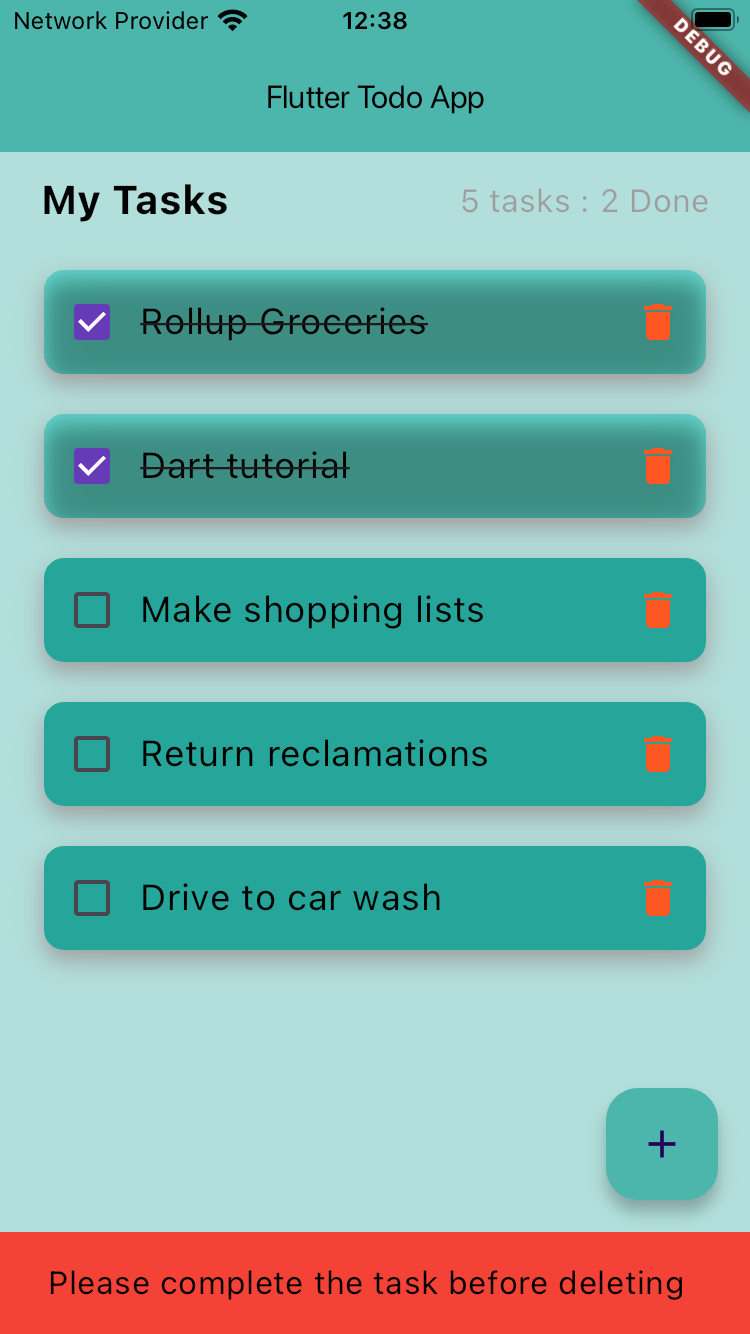 Network Provider 12:38
DEBUG
Flutter Todo App
My Tasks 5 tasks : 2 Done
Rollup Groceries
Dart tutorial
Make shopping lists
Return reclamations
Drive to car wash
+
Please complete the task before deleting